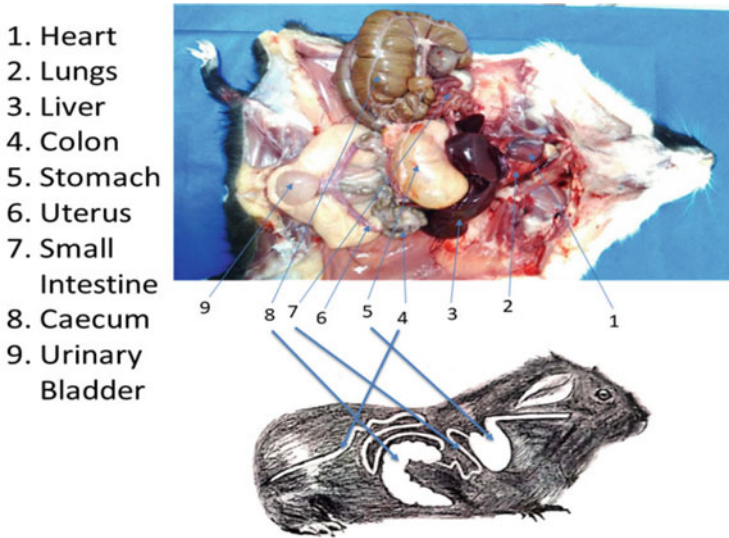 1. Heart
2. Lungs
3. Liver
4. Colon
5. Stomach
6. Uterus
7. Small
Intestine
8. Caecum
9. Urinary
Bladder
9 8 7 6 5 4 3 2 1